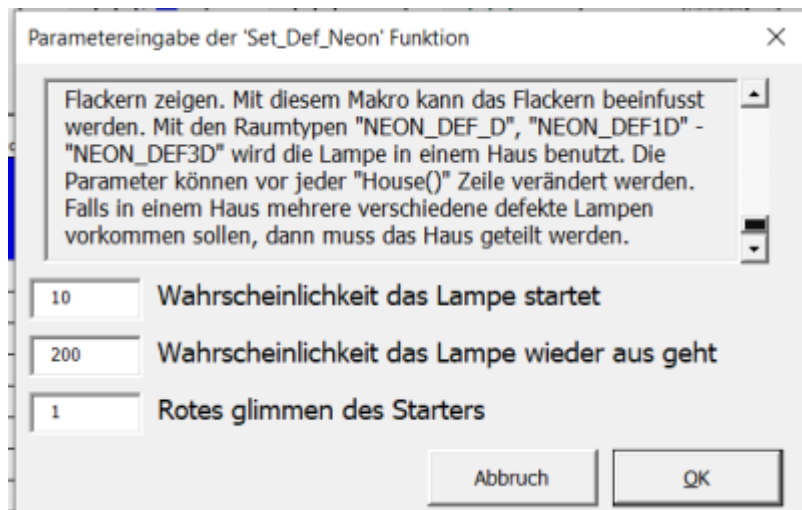 Parametereingabe der 'Set_Def_Neon' Funktion
Flackern zeigen. Mit diesem Makro kann das Flackern beeinfusst
werden. Mit den Raumtypen "NEON_DEF_D", "NEON_DEF1D" -
"NEON_DEF3D" wird die Lampe in einem Haus benutzt. Die
Parameter können vor jeder "House()" Zeile verändert werden.
Falls in einem Haus mehrere verschiedene defekte Lampen
vorkommen sollen, dann muss das Haus geteilt werden.
10 Wahrscheinlichkeit das Lampe startet
200 Wahrscheinlichkeit das Lampe wieder aus geht
1 Rotes glimmen des Starters
Abbruch OK